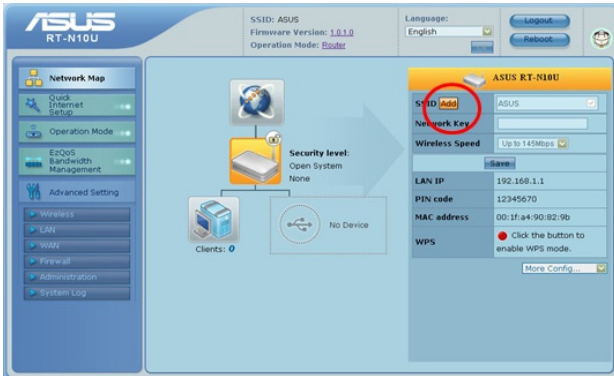 ASUS
RT-N10U
SSID: ASUS
Firmware Version: 1.0.1.0
Operation Mode: Router
Language:
English
Logout
Reboot
Network Map
Quick
Internet
Setup
Operation Mode
EzQoS
Bandwidth
Management
Advanced Setting
Wireless
LAN
WAN
Firewall
Administration
System Log
Security level:
Open System
None
Clients: 0
No Device
ASUS RT-N10U
SSID Add ASUS
Network Key
Wireless Speed Up to 145Mbps
Save
LAN IP 192.168.1.1
PIN code 12345670
MAC address 00:1f:a4:90:82:9b
WPS Click the button to
enable WPS mode.
More Config...